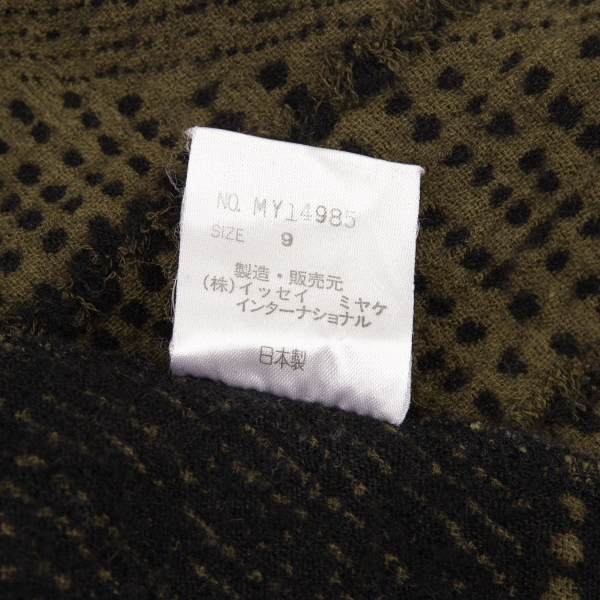 NO. MY14985
SIZE 9
製造・販売元
(株)イッセイ ミヤケ
インターナショナル
日本製